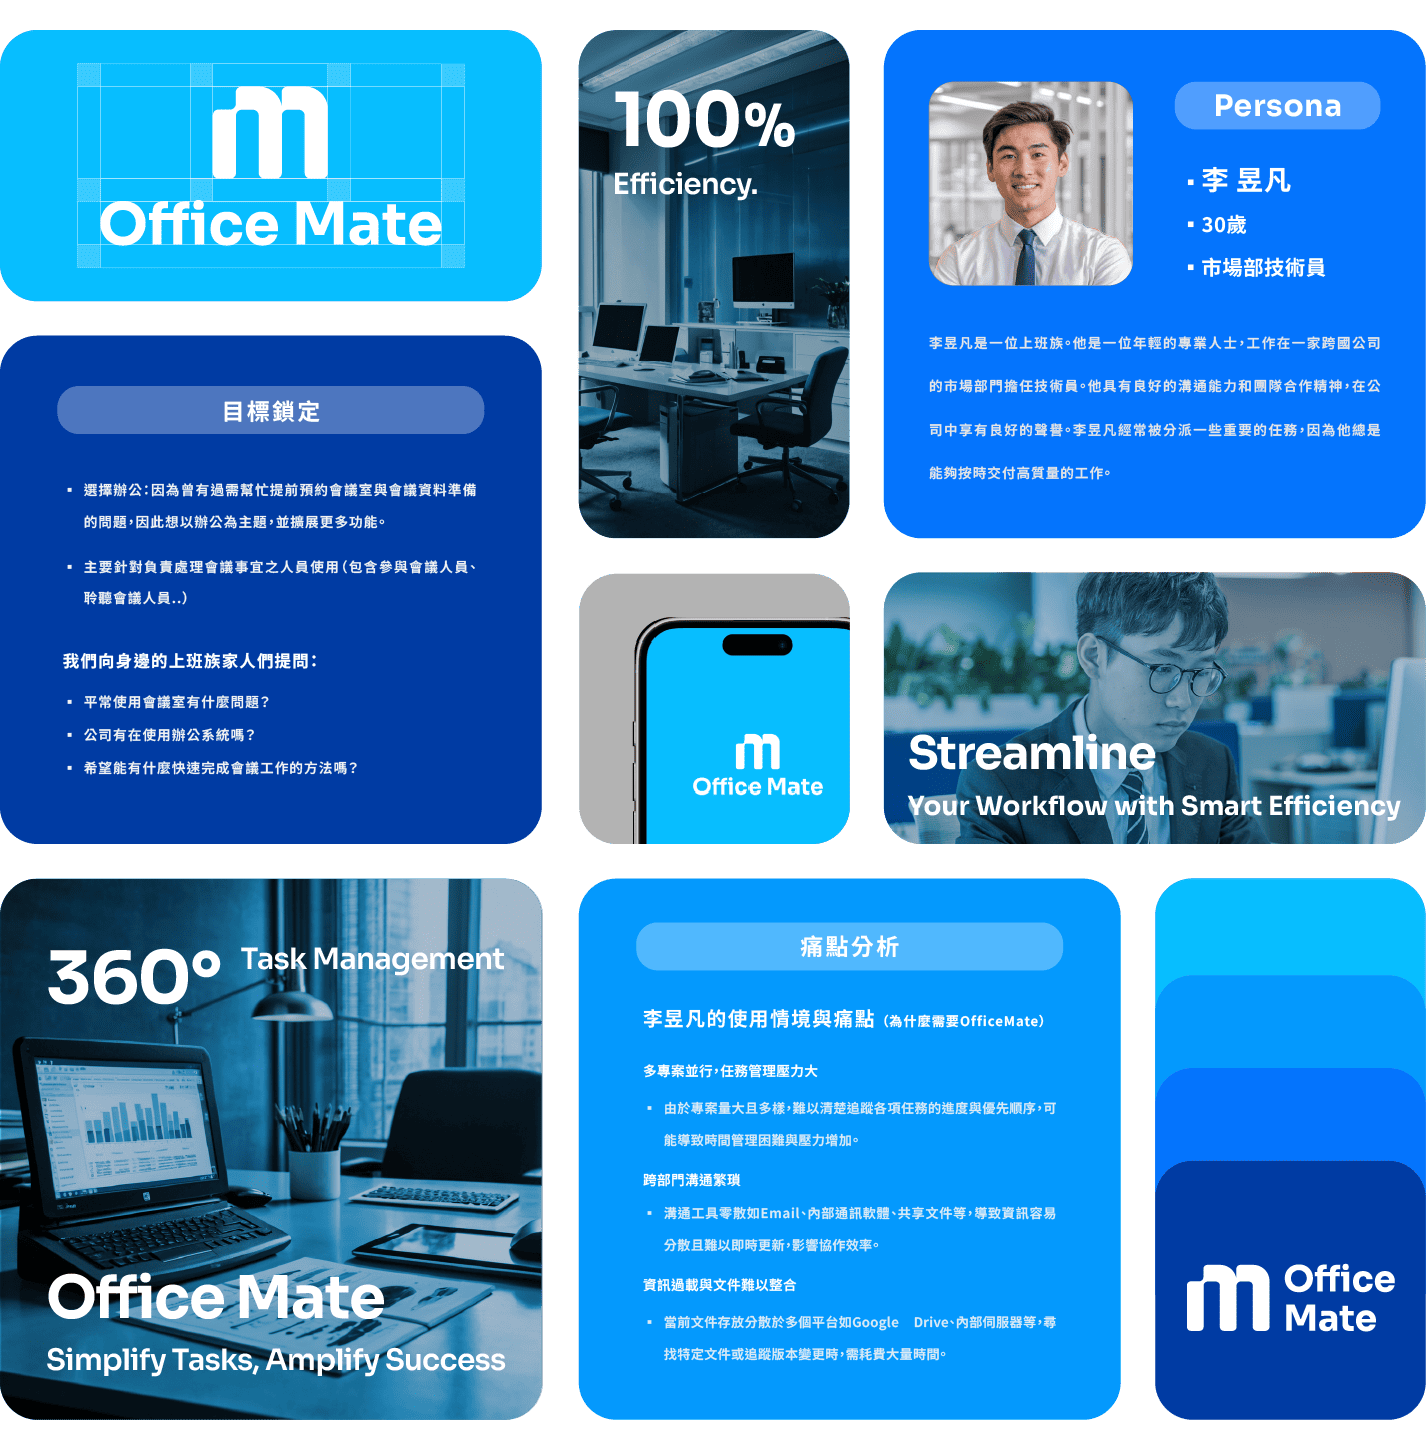 Office Mate
100%
Efficiency.
Persona
▪ 李 昱凡
▪ 30歲
▪ 市場部技術員
李昱凡是一位上班族。他是一位年輕的專業人士，工作在一家跨國公司
的市場部門擔任技術員。他具有良好的溝通能力和團隊合作精神，在公
司中享有良好的聲譽。李昱凡經常被分派一些重要的任務，因為他總是
能夠按時交付高質量的工作。
目標鎖定
▪ 選擇辦公：因為曾有過需幫忙提前預約會議室與會議資料準備
的問題，因此想以辦公為主題，並擴展更多功能。
▪ 主要針對負責處理會議事宜之人員使用（包含參與會議人員、
聆聽會議人員..）
我們向身邊的上班族家人們提問：
▪ 平常使用會議室有什麼問題？
▪ 公司有在使用辦公系統嗎？
▪ 希望能有什麼快速完成會議工作的方法嗎？
Office Mate
Streamline
Your Workflow with Smart Efficiency
360° Task Management
Office Mate
Simplify Tasks, Amplify Success
痛點分析
李昱凡的使用情境與痛點（為什麼需要OfficeMate）
多專案並行，任務管理壓力大
▪ 由於專案量大且多樣，難以清楚追蹤各項任務的進度與優先順序，可
能導致時間管理困難與壓力增加。
跨部門溝通繁瑣
▪ 溝通工具零散如Email、內部通訊軟體、共享文件等，導致資訊容易
分散且難以即時更新，影響協作效率。
資訊過載與文件難以整合
▪ 當前文件存放分散於多個平台如Google Drive、內部伺服器等，尋
找特定文件或追蹤版本變更時，需耗費大量時間。
Office
Mate